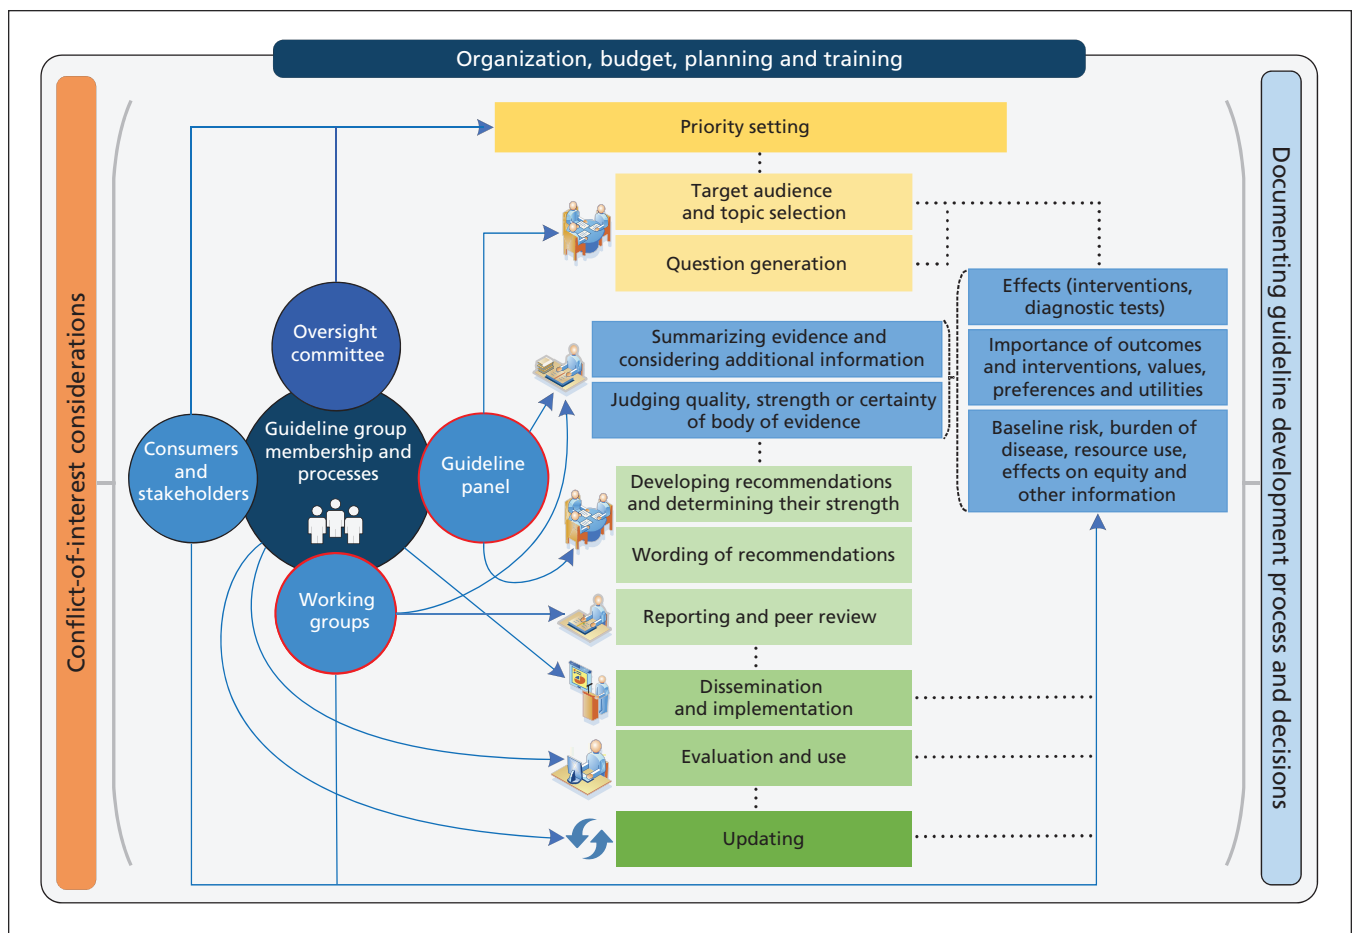 Organization, budget, planning and training
Conflict-of-interest considerations
Priority setting
Target audience
and topic selection
Question generation
Oversight
committee
Consumers
and
stakeholders
Guideline group
membership and
processes
Guideline
panel
Working
groups
Summarizing evidence and
considering additional information
Judging quality, strength or certainty
of body of evidence
Effects (interventions,
diagnostic tests)
Importance of outcomes
and interventions, values,
preferences and utilities
Baseline risk, burden of
disease, resource use,
effects on equity and
other information
Developing recommendations
and determining their strength
Wording of recommendations
Reporting and peer review
Dissemination
and implementation
Evaluation and use
Updating
Documenting guideline development process and decisions